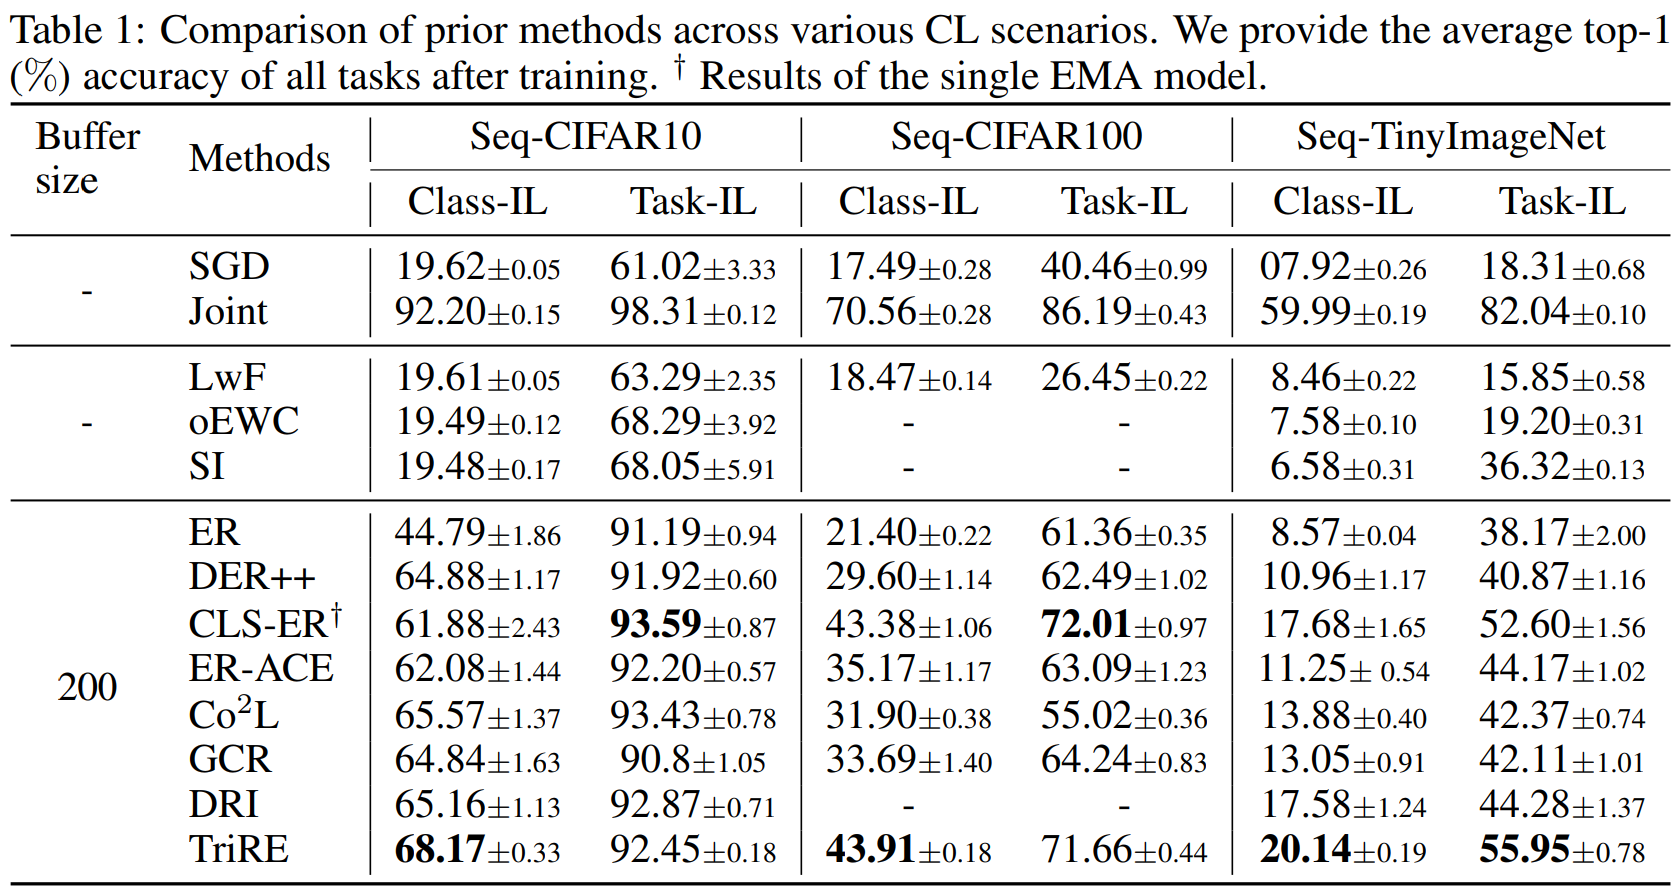 Table 1: Comparison of prior methods across various CL scenarios. We provide the average top-1
(%) accuracy of all tasks after training. † Results of the single EMA model.
Buffer size Methods Seq-CIFAR10 Seq-CIFAR100 Seq-TinyImageNet
Class-IL Task-IL Class-IL Task-IL Class-IL Task-IL
- SGD 19.62±0.05 61.02±3.33 17.49±0.28 40.46±0.99 07.92±0.26 18.31±0.68
Joint 92.20±0.15 98.31±0.12 70.56±0.28 86.19±0.43 59.99±0.19 82.04±0.10
LwF 19.61±0.05 63.29±2.35 18.47±0.14 26.45±0.22 8.46±0.22 15.85±0.58
- oEWC 19.49±0.12 68.29±3.92 - - 7.58±0.10 19.20±0.31
SI 19.48±0.17 68.05±5.91 - - 6.58±0.31 36.32±0.13
ER 44.79±1.86 91.19±0.94 21.40±0.22 61.36±0.35 8.57±0.04 38.17±2.00
DER++ 64.88±1.17 91.92±0.60 29.60±1.14 62.49±1.02 10.96±1.17 40.87±1.16
CLS-ER† 61.88±2.43 93.59±0.87 43.38±1.06 72.01±0.97 17.68±1.65 52.60±1.56
200 ER-ACE 62.08±1.44 92.20±0.57 35.17±1.17 63.09±1.23 11.25± 0.54 44.17±1.02
Co²L 65.57±1.37 93.43±0.78 31.90±0.38 55.02±0.36 13.88±0.40 42.37±0.74
GCR 64.84±1.63 90.8±1.05 33.69±1.40 64.24±0.83 13.05±0.91 42.11±1.01
DRI 65.16±1.13 92.87±0.71 - - 17.58±1.24 44.28±1.37
TriRE 68.17±0.33 92.45±0.18 43.91±0.18 71.66±0.44 20.14±0.19 55.95±0.78